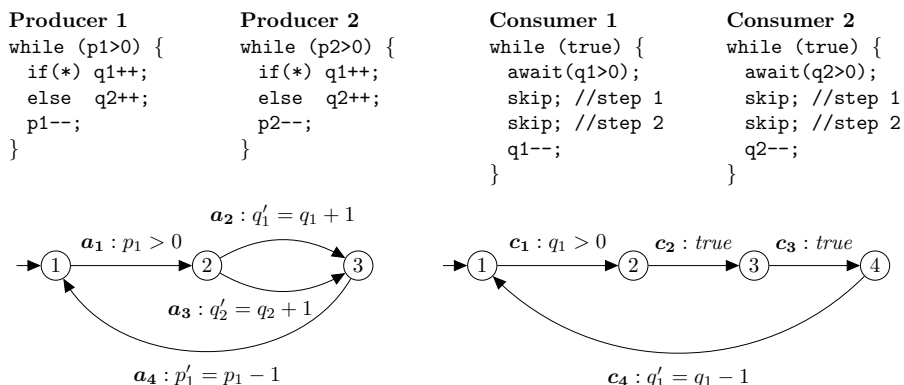 Producer 1
while (p1>0) {
if(*) q1++;
else q2++;
p1--;
}
Producer 2
while (p2>0) {
if(*) q1++;
else q2++;
p2--;
}
Consumer 1
while (true) {
await(q1>0);
skip; //step 1
skip; //step 2
q1--;
}
Consumer 2
while (true) {
await(q2>0);
skip; //step 1
skip; //step 2
q2--;
}
a₂ : q′₁ = q₁ + 1
a₁ : p₁ > 0
1
2
3
a₃ : q′₂ = q₂ + 1
a₄ : p′₁ = p₁ − 1
c₁ : q₁ > 0
c₂ : true
c₃ : true
1
2
3
4
c₄ : q′₁ = q₁ − 1